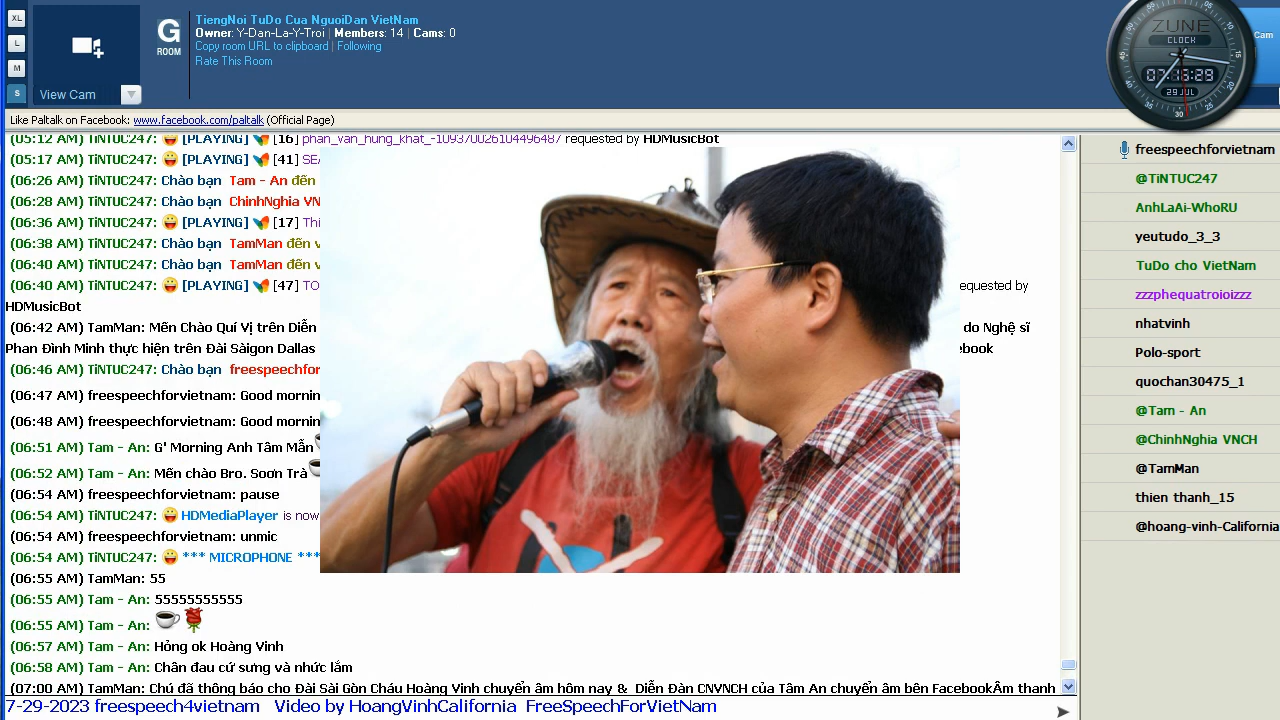 XL
L
M
S
View Cam
G
ROOM
TiengNoi TuDo Cua NguoiDan VietNam
Owner: Y-Dan-La-Y-Troi | Members: 14 | Cams: 0
Copy room URL to clipboard | Following
Rate This Room
ZUNE
CLOCK
29 JUL
Cam
Like Paltalk on Facebook: www.facebook.com/paltalk (Official Page)
(05:12 AM) TiNTUC247: [PLAYING] [16] phan_van_hung_khat_-109370026104496487 requested by HDMusicBot
(05:17 AM) TiNTUC247: [PLAYING] [41] SEA
(06:26 AM) TiNTUC247: Chào bạn Tam - An đến
(06:28 AM) TiNTUC247: Chào bạn ChinhNghia VN
(06:36 AM) TiNTUC247: [PLAYING] [17] Thi
(06:38 AM) TiNTUC247: Chào bạn TamMan đến v
(06:40 AM) TiNTUC247: Chào bạn TamMan đến v
(06:40 AM) TiNTUC247: [PLAYING] [47] TO equested by
HDMusicBot
(06:42 AM) TamMan: Mến Chào Quí Vị trên Diễn do Nghệ sĩ
Phan Đình Minh thực hiện trên Đài Sàigon Dallas ebook
(06:46 AM) TiNTUC247: Chào bạn freespeechfor
(06:47 AM) freespeechforvietnam: Good mornin
(06:48 AM) freespeechforvietnam: Good mornin
(06:51 AM) Tam - An: G' Morning Anh Tâm Mẫn
(06:52 AM) Tam - An: Mến chào Bro. Soơn Trà
(06:54 AM) freespeechforvietnam: pause
(06:54 AM) TiNTUC247: HDMediaPlayer is now
(06:54 AM) freespeechforvietnam: unmic
(06:54 AM) TiNTUC247: *** MICROPHONE ***
(06:55 AM) TamMan: 55
(06:55 AM) Tam - An: 55555555555
(06:55 AM) Tam - An:
(06:57 AM) Tam - An: Hỏng ok Hoàng Vinh
(06:58 AM) Tam - An: Chân đau cứ sưng và nhức lắm
(07:00 AM) TamMan: Chú đã thông báo cho Đài Sài Gòn Cháu Hoàng Vinh chuyển âm hôm nay & Diễn Đàn CNVNCH của Tâm An chuyển âm bên FacebookÂm thanh
freespeechforvietnam
@TiNTUC247
AnhLaAi-WhoRU
yeutudo_3_3
TuDo cho VietNam
zzzphequatroioizzz
nhatvinh
Polo-sport
quochan30475_1
@Tam - An
@ChinhNghia VNCH
@TamMan
thien thanh_15
@hoang-vinh-California
7-29-2023 freespeech4vietnam Video by HoangVinhCalifornia FreeSpeechForVietNam